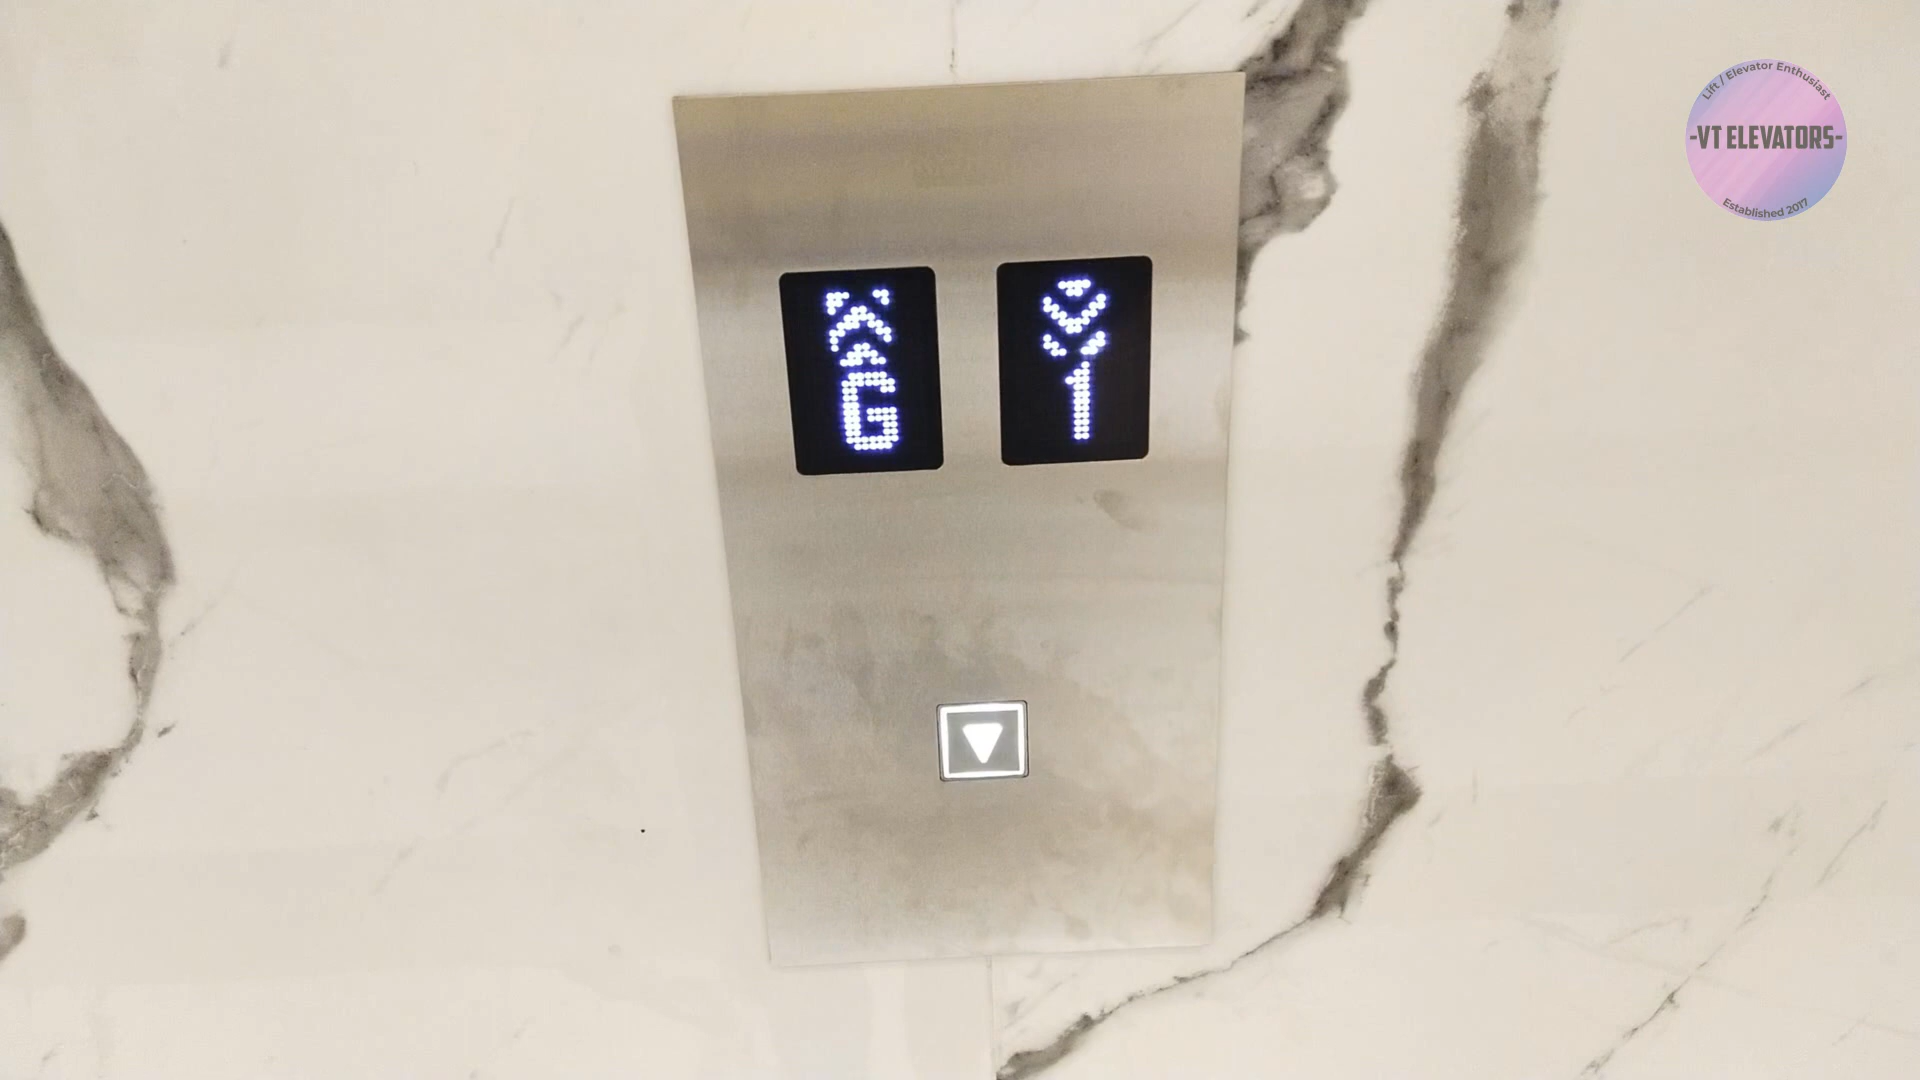 Lift / Elevator Enthusiast
-VT ELEVATORS-
Established 2017
G 1